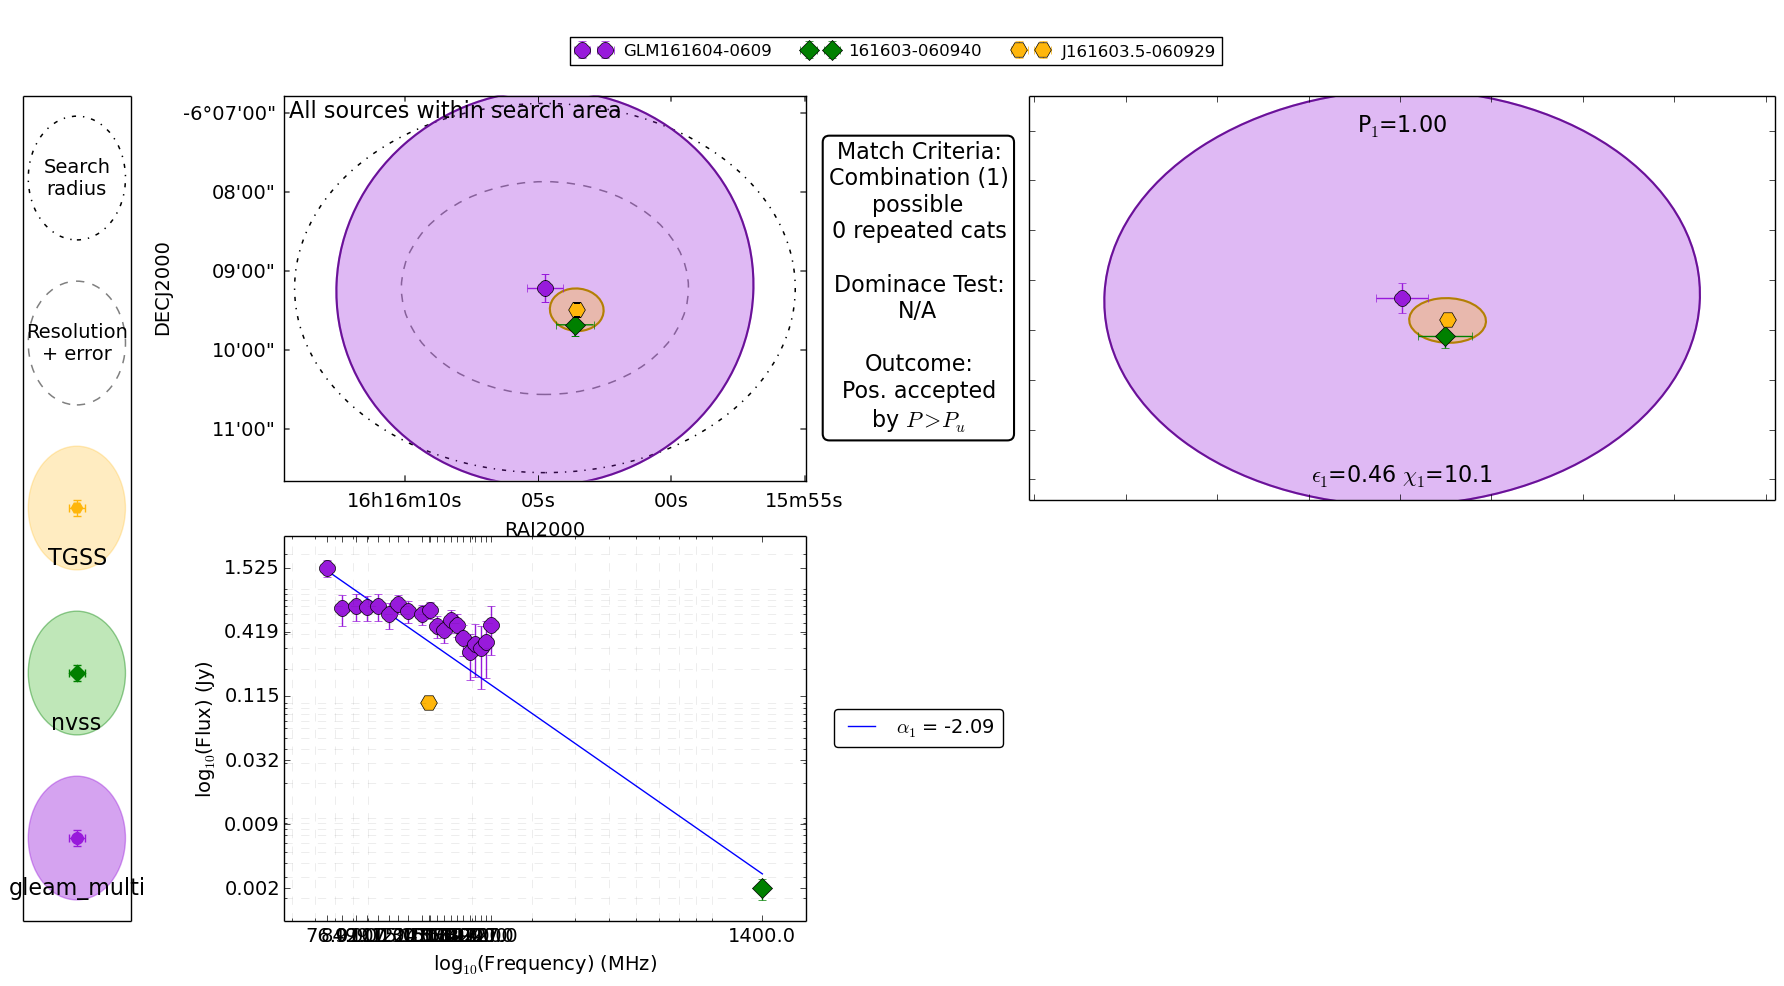 GLM161604-0609 161603-060940 J161603.5-060929
Search
radius
Resolution
+ error
TGSS
nvss
gleam_multi
All sources within search area
-6°07'00"
08'00"
09'00"
10'00"
11'00"
DECJ2000
16h16m10s 05s 00s 15m55s
RAJ2000
Match Criteria:
Combination (1)
possible
0 repeated cats
Dominace Test:
N/A
Outcome:
Pos. accepted
by P>Pu
P1=1.00
ϵ1=0.46 χ1=10.1
1.525
0.419
0.115
0.032
0.009
0.002
log10(Flux) (Jy)
1400.0
log10(Frequency) (MHz)
α1 = -2.09